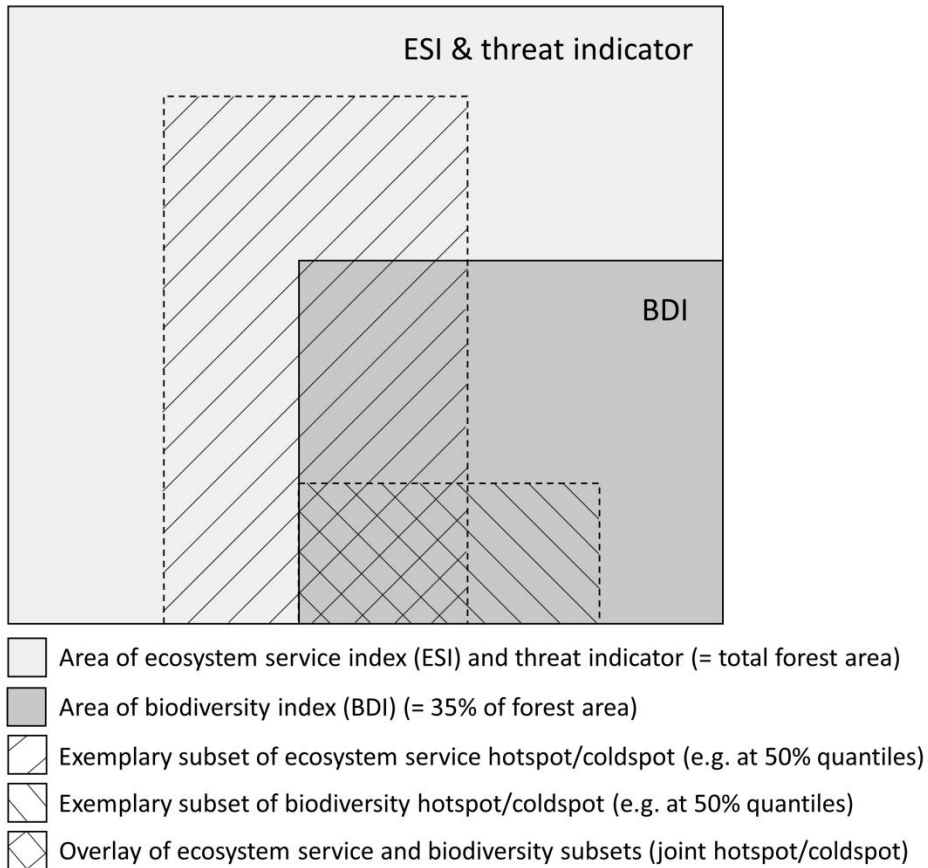 ESI & threat indicator
BDI
Area of ecosystem service index (ESI) and threat indicator (= total forest area)
Area of biodiversity index (BDI) (= 35% of forest area)
Exemplary subset of ecosystem service hotspot/coldspot (e.g. at 50% quantiles)
Exemplary subset of biodiversity hotspot/coldspot (e.g. at 50% quantiles)
Overlay of ecosystem service and biodiversity subsets (joint hotspot/coldspot)